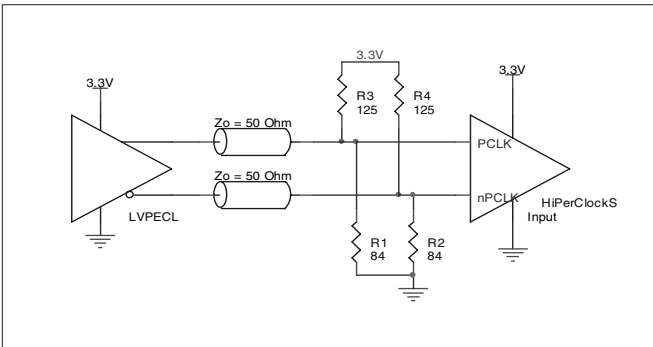 3.3V
3.3V
3.3V
R3
125
R4
125
Zo = 50 Ohm
PCLK
Zo = 50 Ohm
nPCLK
HiPerClockS
Input
LVPECL
R1
84
R2
84